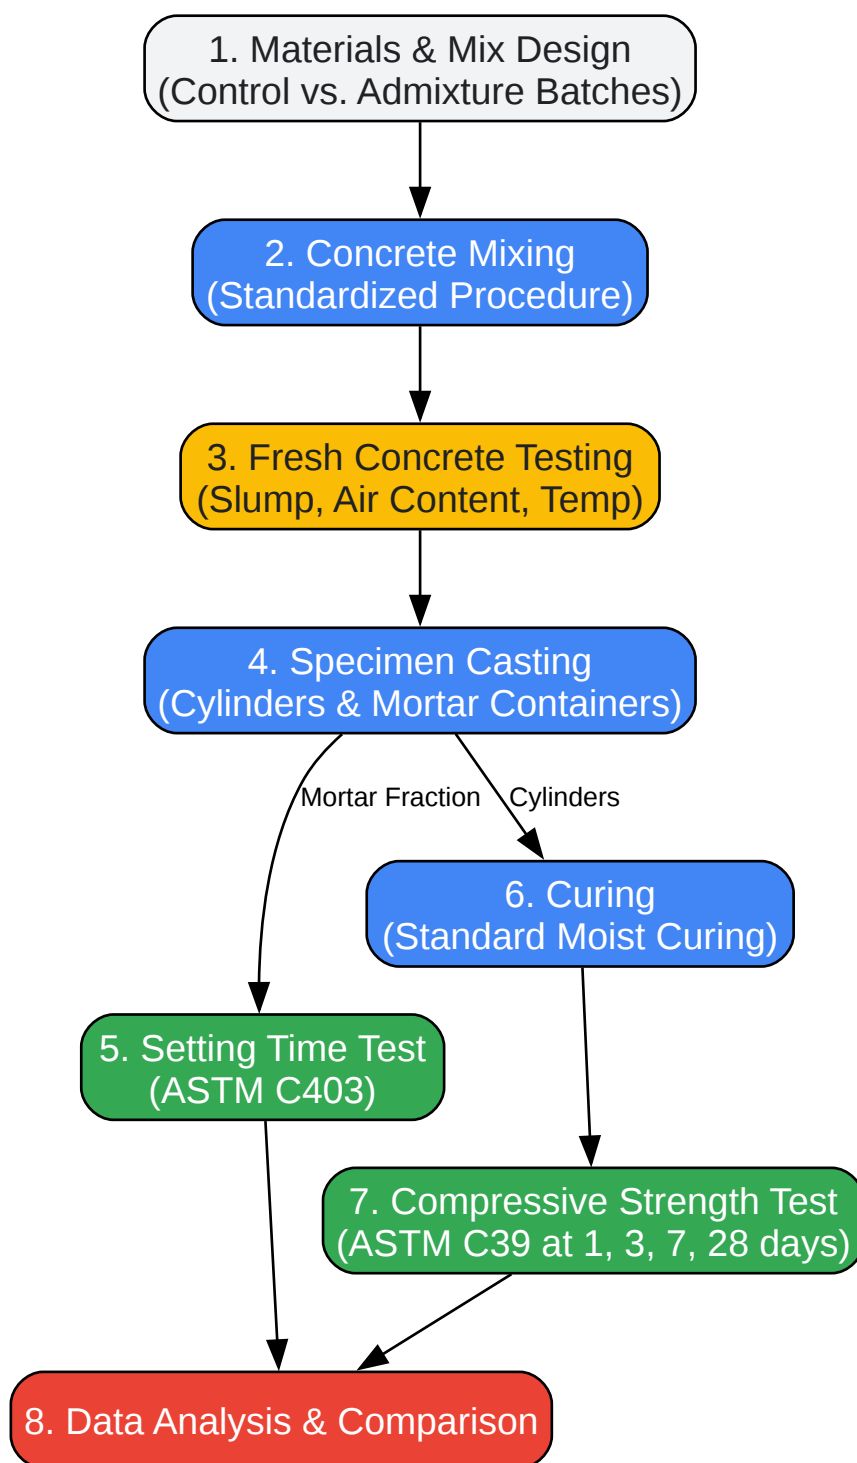 1. Materials & Mix Design
(Control vs. Admixture Batches)
2. Concrete Mixing
(Standardized Procedure)
3. Fresh Concrete Testing
(Slump, Air Content, Temp)
4. Specimen Casting
(Cylinders & Mortar Containers)
Mortar Fraction
Cylinders
6. Curing
(Standard Moist Curing)
5. Setting Time Test
(ASTM C403)
7. Compressive Strength Test
(ASTM C39 at 1, 3, 7, 28 days)
8. Data Analysis & Comparison